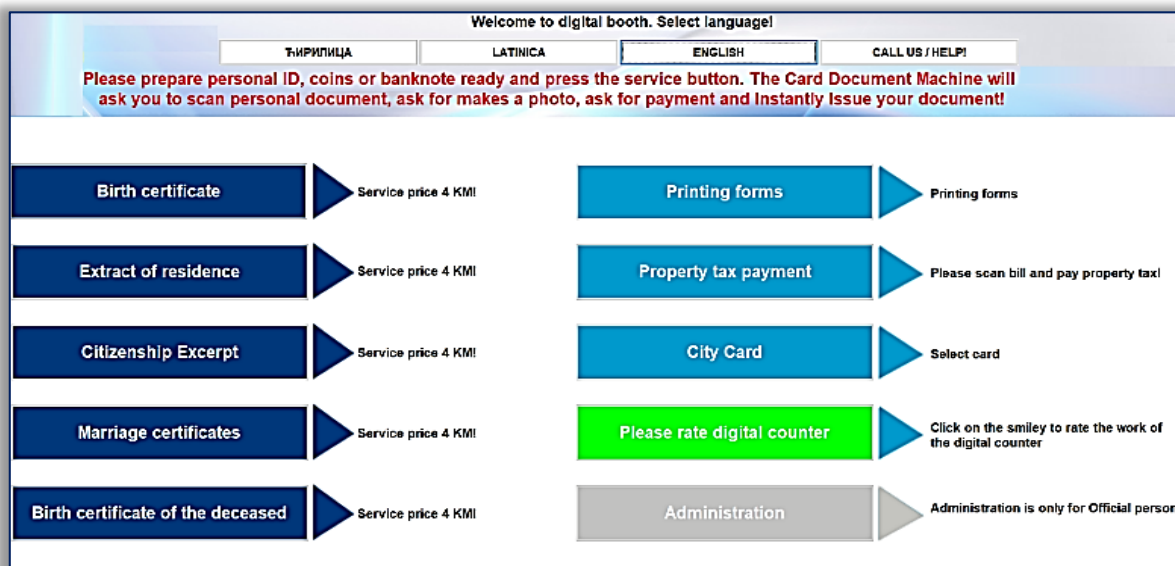 Welcome to digital booth. Select language!
ЋИРИЛИЦА
LATINICA
ENGLISH
CALL US / HELP!
Please prepare personal ID, coins or banknote ready and press the service button. The Card Document Machine will
ask you to scan personal document, ask for makes a photo, ask for payment and Instantly Issue your document!
Birth certificate
Service price 4 KM!
Extract of residence
Service price 4 KM!
Citizenship Excerpt
Service price 4 KM!
Marriage certificates
Service price 4 KM!
Birth certificate of the deceased
Service price 4 KM!
Printing forms
Printing forms
Property tax payment
Please scan bill and pay property tax!
City Card
Select card
Please rate digital counter
Click on the smiley to rate the work of
the digital counter
Administration
Administration is only for Official person